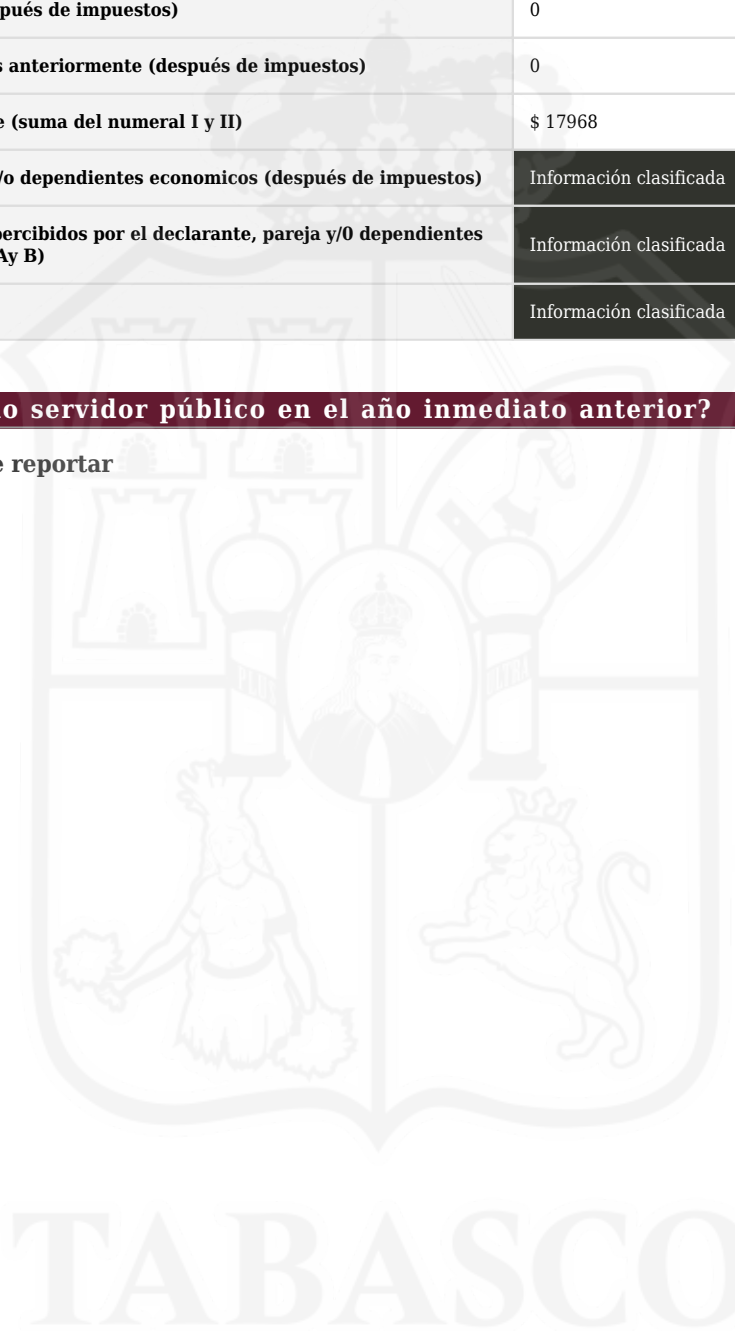 pués de impuestos) 0
s anteriormente (después de impuestos) 0
e (suma del numeral I y II) $ 17968
/o dependientes economicos (después de impuestos) Información clasificada
percibidos por el declarante, pareja y/0 dependientes
Ay B) Información clasificada
Información clasificada
o servidor público en el año inmediato anterior?
e reportar
PLUS ULTRA
TABASCO